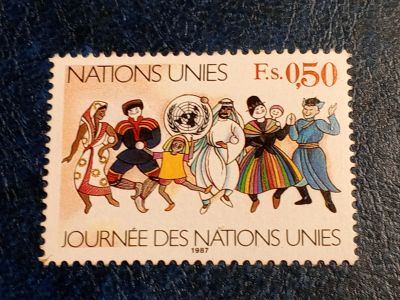 NATIONS UNIES F.s.0,50
JOURNÉE DES NATIONS UNIES
1987